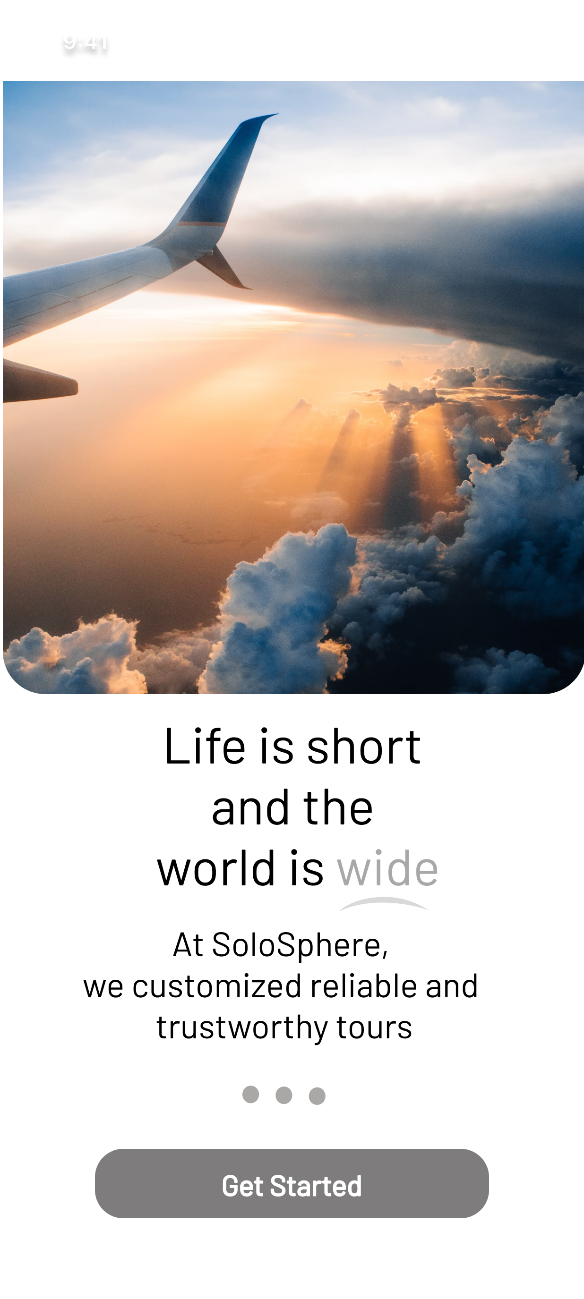 9:41
Life is short
and the
world is wide
At SoloSphere,
we customized reliable and
trustworthy tours
Get Started